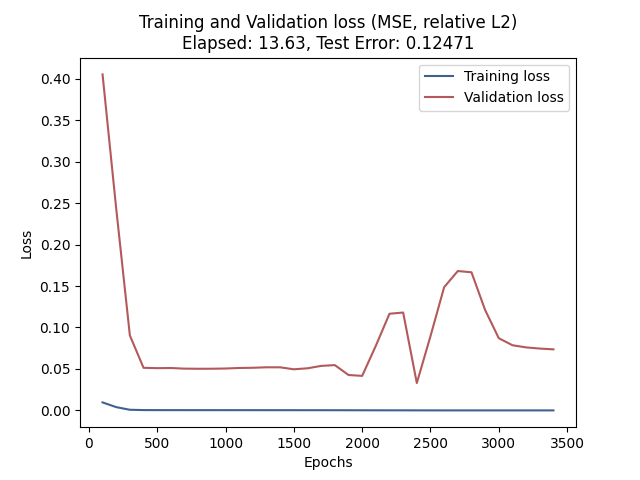 Training and Validation loss (MSE, relative L2)
Elapsed: 13.63, Test Error: 0.12471
Training loss
Validation loss
0.40
0.35
0.30
0.25
0.20
0.15
0.10
0.05
0.00
Loss
0 500 1000 1500 2000 2500 3000 3500
Epochs